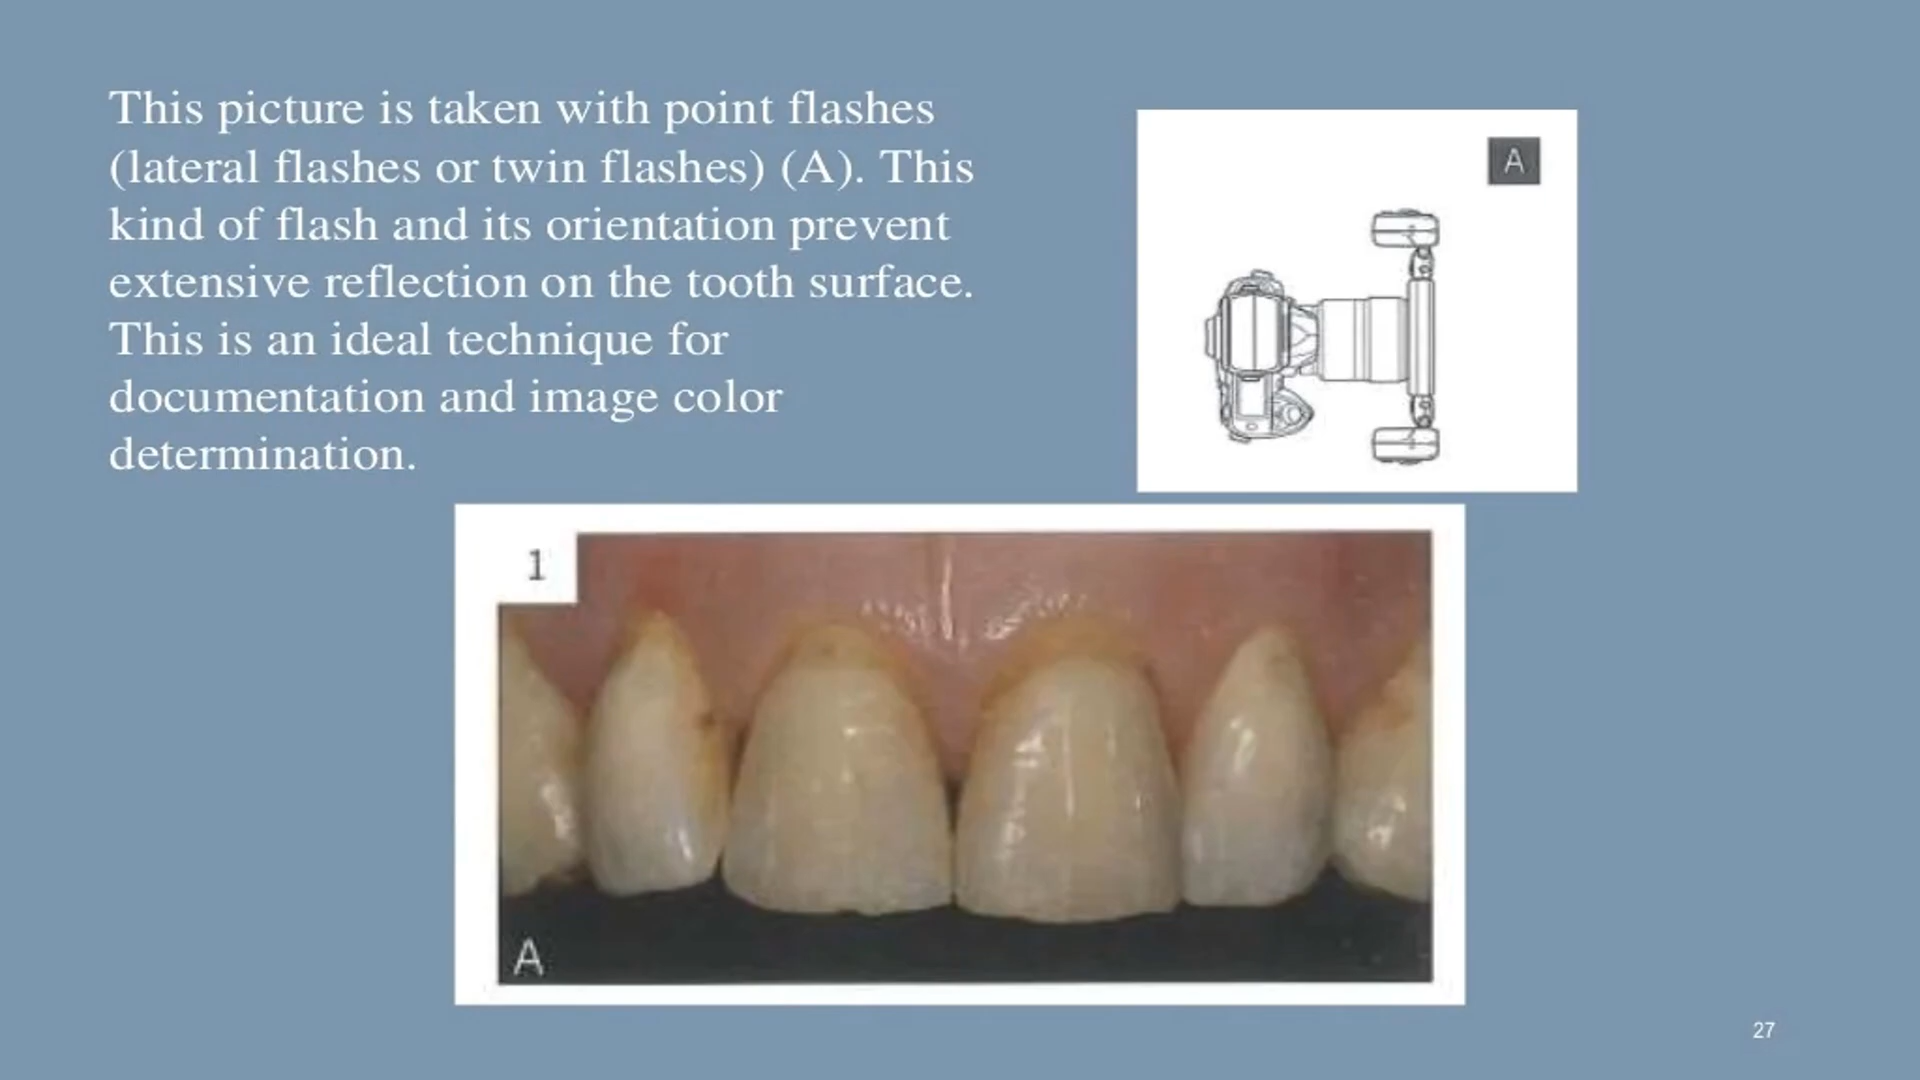 This picture is taken with point flashes
(lateral flashes or twin flashes) (A). This
kind of flash and its orientation prevent
extensive reflection on the tooth surface.
This is an ideal technique for
documentation and image color
determination.
A
1
A
27